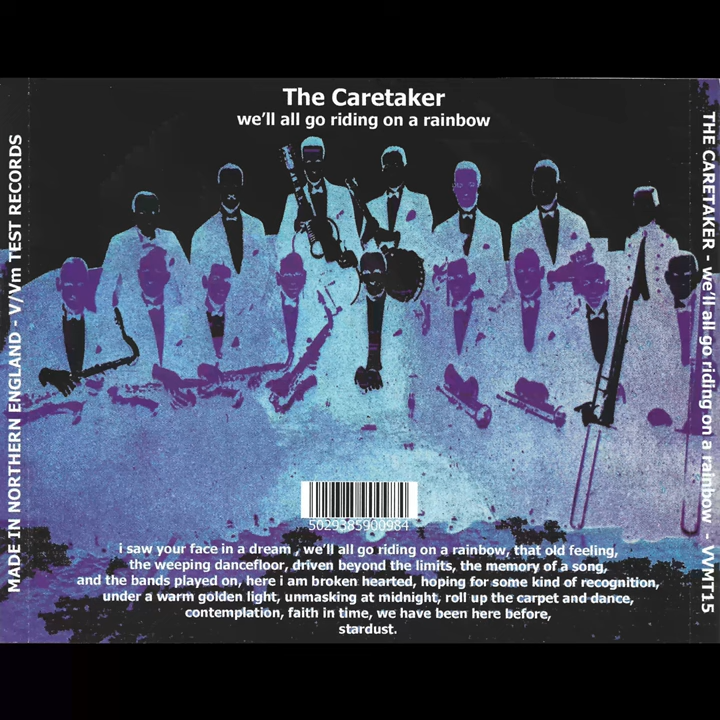 The Caretaker
we'll all go riding on a rainbow
MADE IN NORTHERN ENGLAND - V/Vm TEST RECORDS
THE CARETAKER - we'll all go riding on a rainbow - VVMT15
5029385900984
i saw your face in a dream , we'll all go riding on a rainbow, that old feeling,
the weeping dancefloor, driven beyond the limits, the memory of a song,
and the bands played on, here i am broken hearted, hoping for some kind of recognition,
under a warm golden light, unmasking at midnight, roll up the carpet and dance,
contemplation, faith in time, we have been here before,
stardust.